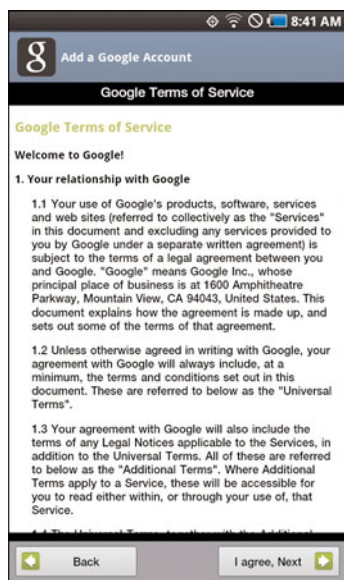 8:41 AM
g Add a Google Account
Google Terms of Service
Google Terms of Service
Welcome to Google!
1. Your relationship with Google
1.1 Your use of Google's products, software, services
and web sites (referred to collectively as the "Services"
in this document and excluding any services provided to
you by Google under a separate written agreement) is
subject to the terms of a legal agreement between you
and Google. "Google" means Google Inc., whose
principal place of business is at 1600 Amphitheatre
Parkway, Mountain View, CA 94043, United States. This
document explains how the agreement is made up, and
sets out some of the terms of that agreement.
1.2 Unless otherwise agreed in writing with Google, your
agreement with Google will always include, at a
minimum, the terms and conditions set out in this
document. These are referred to below as the "Universal
Terms".
1.3 Your agreement with Google will also include the
terms of any Legal Notices applicable to the Services, in
addition to the Universal Terms. All of these are referred
to below as the "Additional Terms". Where Additional
Terms apply to a Service, these will be accessible for
you to read either within, or through your use of, that
Service.
1.4 The Universal Terms, together with the Additional
Back
I agree, Next